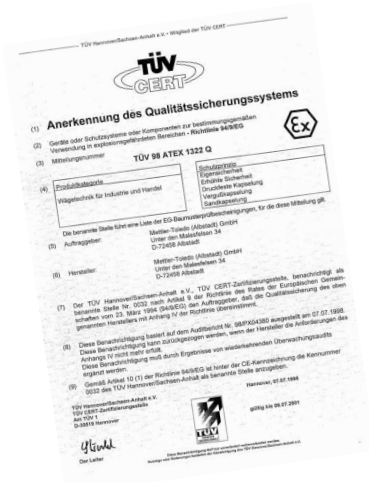 TÜV Hannover/Sachsen-Anhalt e.V. • Mitglied der TÜV CERT
TÜV
CERT
(1) Anerkennung des Qualitätssicherungssystems
(2) Geräte oder Schutzsysteme oder Komponenten zur bestimmungsgemäßen
Verwendung in explosionsgefährdeten Bereichen - Richtlinie 94/9/EG
Ex
(3) Mitteilungsnummer
TÜV 98 ATEX 1322 Q
(4) Produktkategorie
Wägetechnik für Industrie und Handel
Schutzprinzip
Eigensicherheit
Erhöhte Sicherheit
Druckfeste Kapselung
Vergußkapselung
Sandkapselung
Die benannte Stelle führt eine Liste der EG-Baumusterprüfbescheinigungen, für die diese Mitteilung gilt.
(5) Auftraggeber:
Mettler-Toledo (Albstadt) GmbH
Unter den Malesfelsen 34
D-72458 Albstadt
(6) Hersteller:
Mettler-Toledo (Albstadt) GmbH
Unter den Malesfelsen 34
D-72458 Albstadt
(7) Der TÜV Hannover/Sachsen-Anhalt e.V., TÜV CERT-Zertifizierungsstelle, benachrichtigt als
benannte Stelle Nr. 0032 nach Artikel 9 der Richtlinie des Rates der Europäischen Gemein-
schaften vom 23. März 1994 (94/9/EG) den Auftraggeber, daß die Qualitätssicherung des oben
genannten Herstellers mit Anhang IV der Richtlinie übereinstimmt.
(8) Diese Benachrichtigung basiert auf dem Auditbericht Nr. 98/PX04380 ausgestellt am 07.07.1998.
Diese Benachrichtigung kann zurückgezogen werden, wenn der Hersteller die Anforderungen des
Anhangs IV nicht mehr erfüllt.
Diese Benachrichtigung muß durch Ergebnisse von wiederkehrenden Überwachungsaudits
ergänzt werden.
(9) Gemäß Artikel 10 (1) der Richtlinie 94/9/EG ist hinter der CE-Kennzeichnung die Kennnummer
0032 des TÜV Hannover/Sachsen-Anhalt als benannte Stelle anzugeben.
TÜV Hannover/Sachsen-Anhalt e.V.
TÜV CERT-Zertifizierungsstelle
Am TÜV 1
D-30519 Hannover
Hannover, 07.07.1998
gültig bis 06.07.2001
Der Leiter